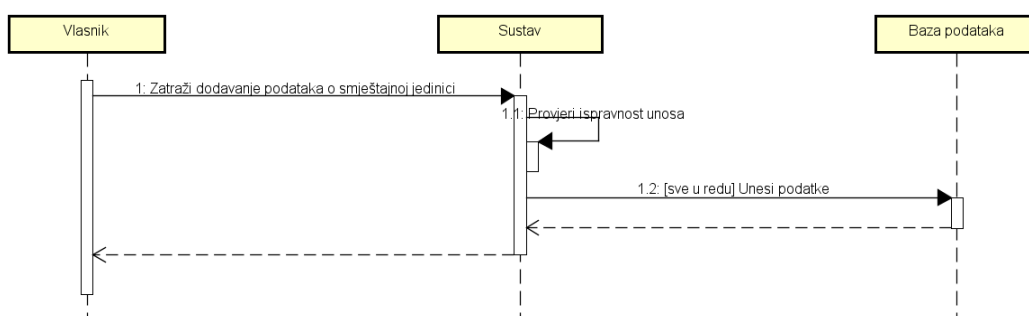 Vlasnik
Sustav
Baza podataka
1: Zatraži dodavanje podataka o smještajnoj jedinici
1.1: Provjeri ispravnost unosa
1.2: [sve u redu] Unesi podatke